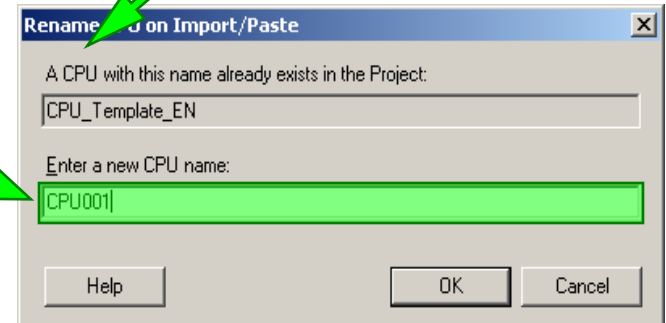 Rename CPU on Import/Paste
A CPU with this name already exists in the Project:
CPU_Template_EN
Enter a new CPU name:
CPU001
Help
OK
Cancel